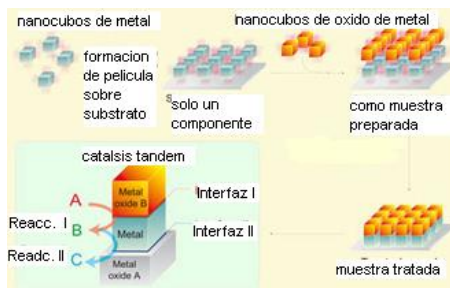 nanocubos de metal
nanocubos de oxido de metal
formacion
de pelicula
sobre
substrato
solo un
componente
como muestra
preparada
catalsis tandem
Metal
oxide B
A
Interfaz I
Reacc. I
B
Metal
Interfaz II
Readc. II
C
Metal
oxide A
muestra tratada